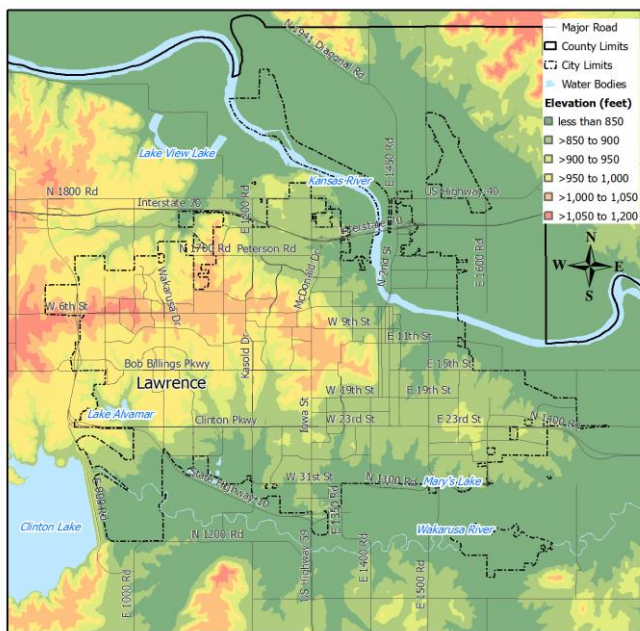 N 1941 Diagonal Rd
Major Road
County Limits
City Limits
Water Bodies
Elevation (feet)
less than 850
>850 to 900
>900 to 950
>950 to 1,000
>1,000 to 1,050
>1,050 to 1,200
N
W E
S
Lake View Lake
E 1450 Rd
Kansas River
N 1800 Rd
E 1200 Rd
US Highway 40
Interstate 70
Interstate 70
N 1700 Rd
Peterson Rd
E 1600 Rd
McDonald Dr
N 2nd St
Wakarusa Dr
W 6th St
W 9th St
E 11th St
Kasold Dr
Bob Billings Pkwy
E 15th St
Lawrence
W 19th St
E 19th St
Lake Alvamar
Clinton Pkwy
Iowa St
W 23rd St
E 23rd St
N 1400 Rd
State Highway 10
W 31st St
N 1300 Rd
Mary's Lake
E 900 Rd
E 1350 Rd
Clinton Lake
N 1200 Rd
Wakarusa River
E 1000 Rd
US Highway 59
E 1400 Rd
E 1500 Rd